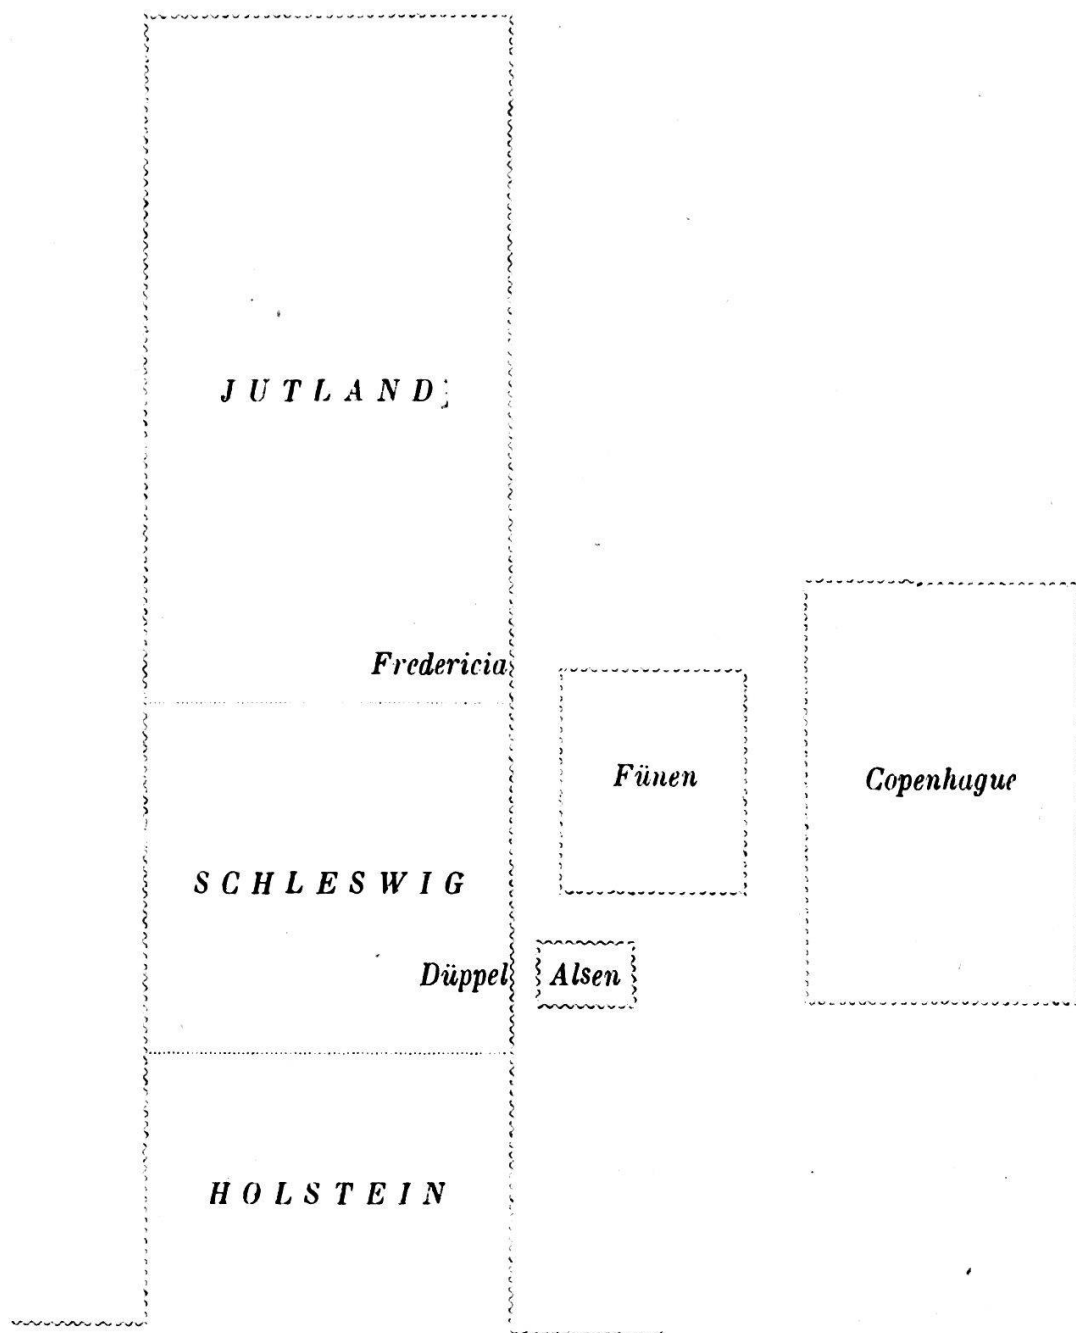 JUTLAND
Fredericia
Fünen
Copenhague
SCHLESWIG
Düppel
Alsen
HOLSTEIN